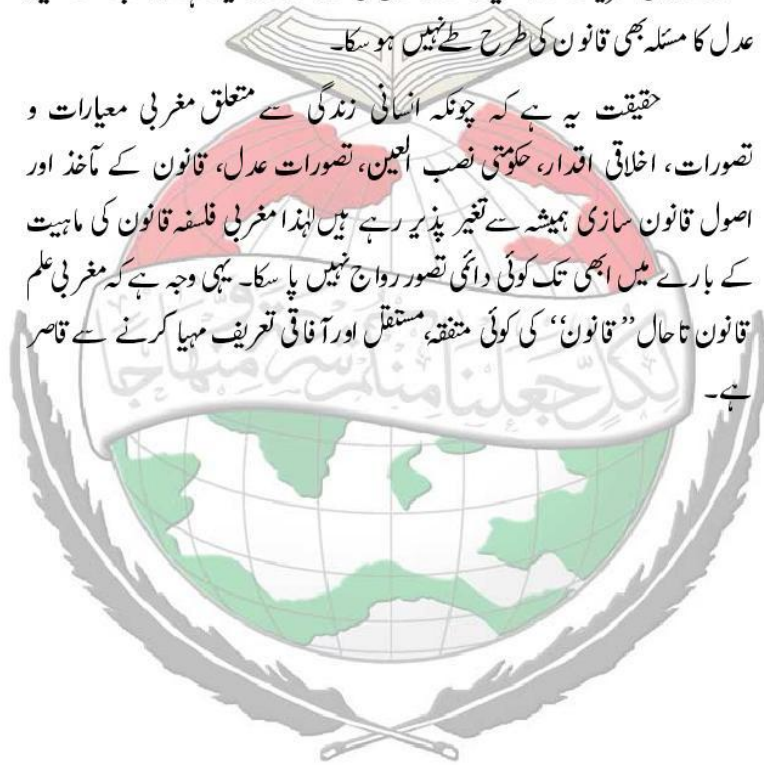 عدل کا مسئلہ بھی قانون کی طرح طے نہیں ہو سکا۔
حقیقت یہ ہے کہ چونکہ انسانی زندگی سے متعلق مغربی معیارات و
تصورات، اخلاقی اقدار، حکومتی نصب العین، تصورات عدل، قانون کے مآخذ اور
اصول قانون سازی ہمیشہ سے تغیر پذیر رہے ہیں لہٰذا مغربی فلسفہ قانون کی ماہیت
کے بارے میں ابھی تک کوئی دائمی تصور رواج نہیں پا سکا۔ یہی وجہ ہے کہ مغربی علم
قانون تاحال ’’قانون‘‘ کی کوئی متفقہ، مستقل اور آفاقی تعریف مہیا کرنے سے قاصر
ہے۔
لِكُلٍّ جَعَلْنَا مِنكُمْ شِرْعَةً وَمِنْهَاجًا